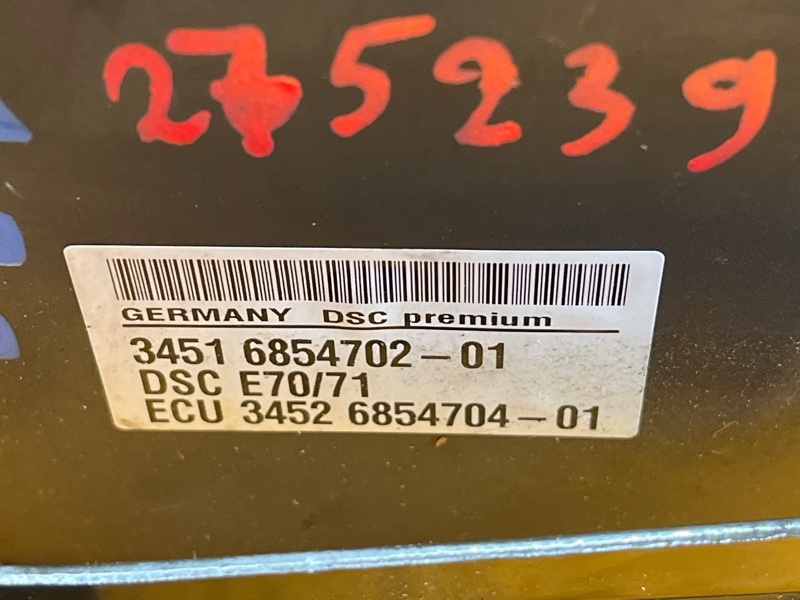 275239
GERMANY DSC premium
3451 6854702-01
DSC E70/71
ECU 3452 6854704-01